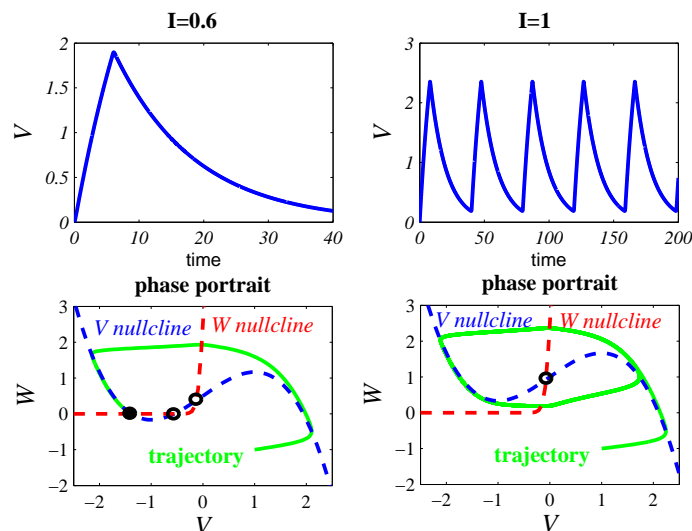 I=0.6
I=1
2
1.5
1
0.5
0
V
0 10 20 30 40
time
3
2
1
0
V
0 50 100 150 200
time
phase portrait
phase portrait
3
2
1
0
−1
−2
W
V nullcline
W nullcline
trajectory
−2 −1 0 1 2
V
3
2
1
0
−1
−2
W
V nullcline
W nullcline
trajectory
−2 −1 0 1 2
V